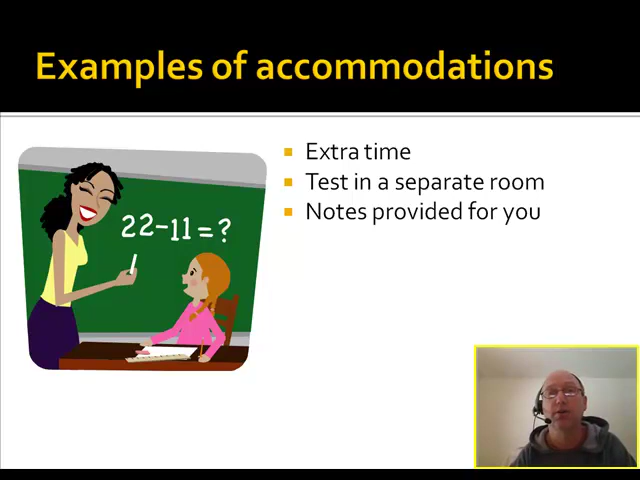 Examples of accommodations
Extra time
Test in a separate room
Notes provided for you
22-11=?